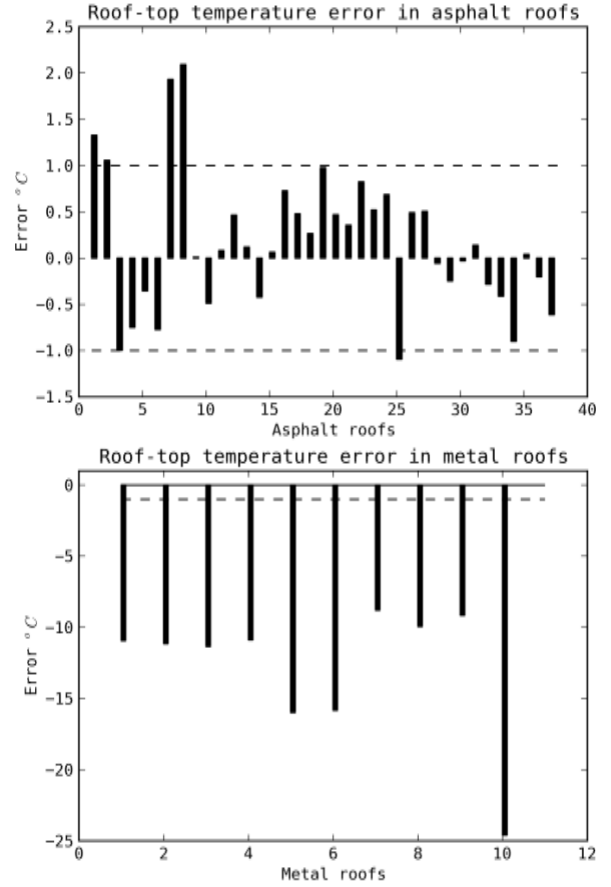 Roof-top temperature error in asphalt roofs
2.5
2.0
1.5
1.0
0.5
0.0
−0.5
−1.0
−1.5
Error °C
0 5 10 15 20 25 30 35 40
Asphalt roofs
Roof-top temperature error in metal roofs
0
−5
−10
−15
−20
−25
Error °C
0 2 4 6 8 10 12
Metal roofs